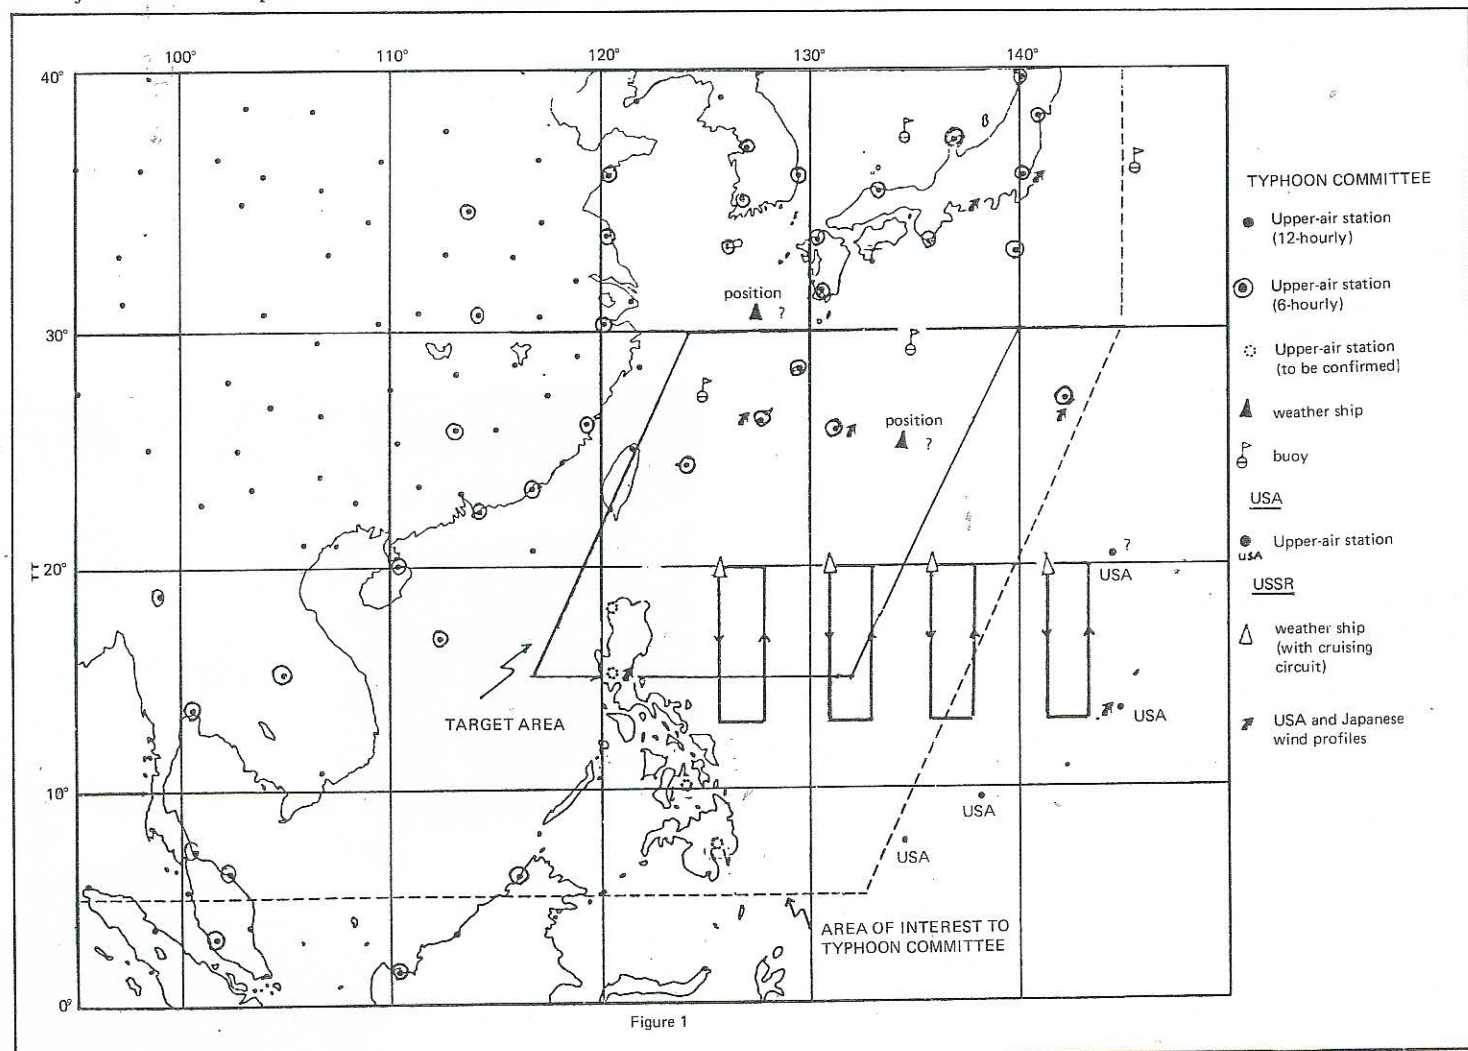 100° 110° 120° 130° 140°
40°
30°
20°
10°
0°
position
?
position
?
TARGET AREA
?
USA
USA
USA
USA
AREA OF INTEREST TO
TYPHOON COMMITTEE
TYPHOON COMMITTEE
Upper-air station
(12-hourly)
Upper-air station
(6-hourly)
Upper-air station
(to be confirmed)
weather ship
buoy
USA
Upper-air station
USA
USSR
weather ship
(with cruising
circuit)
USA and Japanese
wind profiles
Figure 1